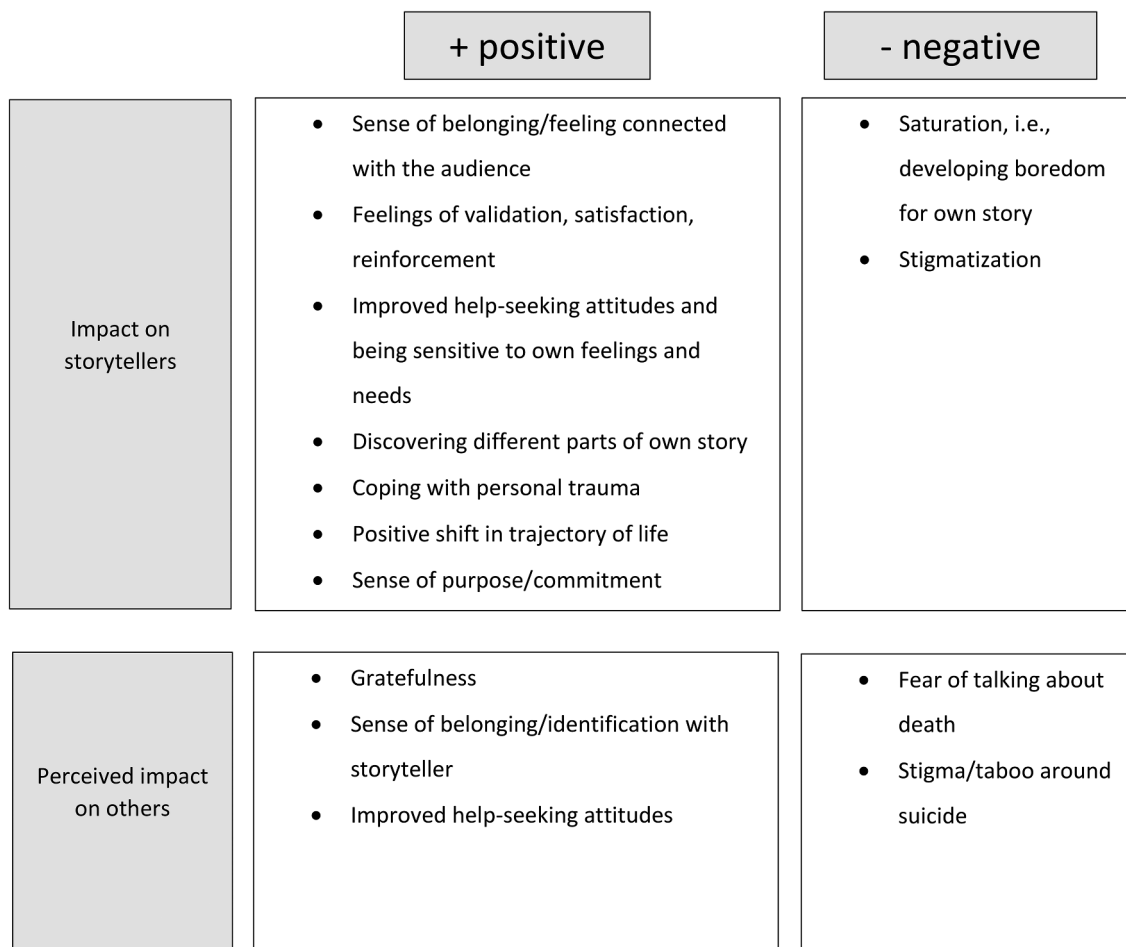 + positive
- negative
Impact on
storytellers
• Sense of belonging/feeling connected
with the audience
• Feelings of validation, satisfaction,
reinforcement
• Improved help-seeking attitudes and
being sensitive to own feelings and
needs
• Discovering different parts of own story
• Coping with personal trauma
• Positive shift in trajectory of life
• Sense of purpose/commitment
• Saturation, i.e.,
developing boredom
for own story
• Stigmatization
Perceived impact
on others
• Gratefulness
• Sense of belonging/identification with
storyteller
• Improved help-seeking attitudes
• Fear of talking about
death
• Stigma/taboo around
suicide